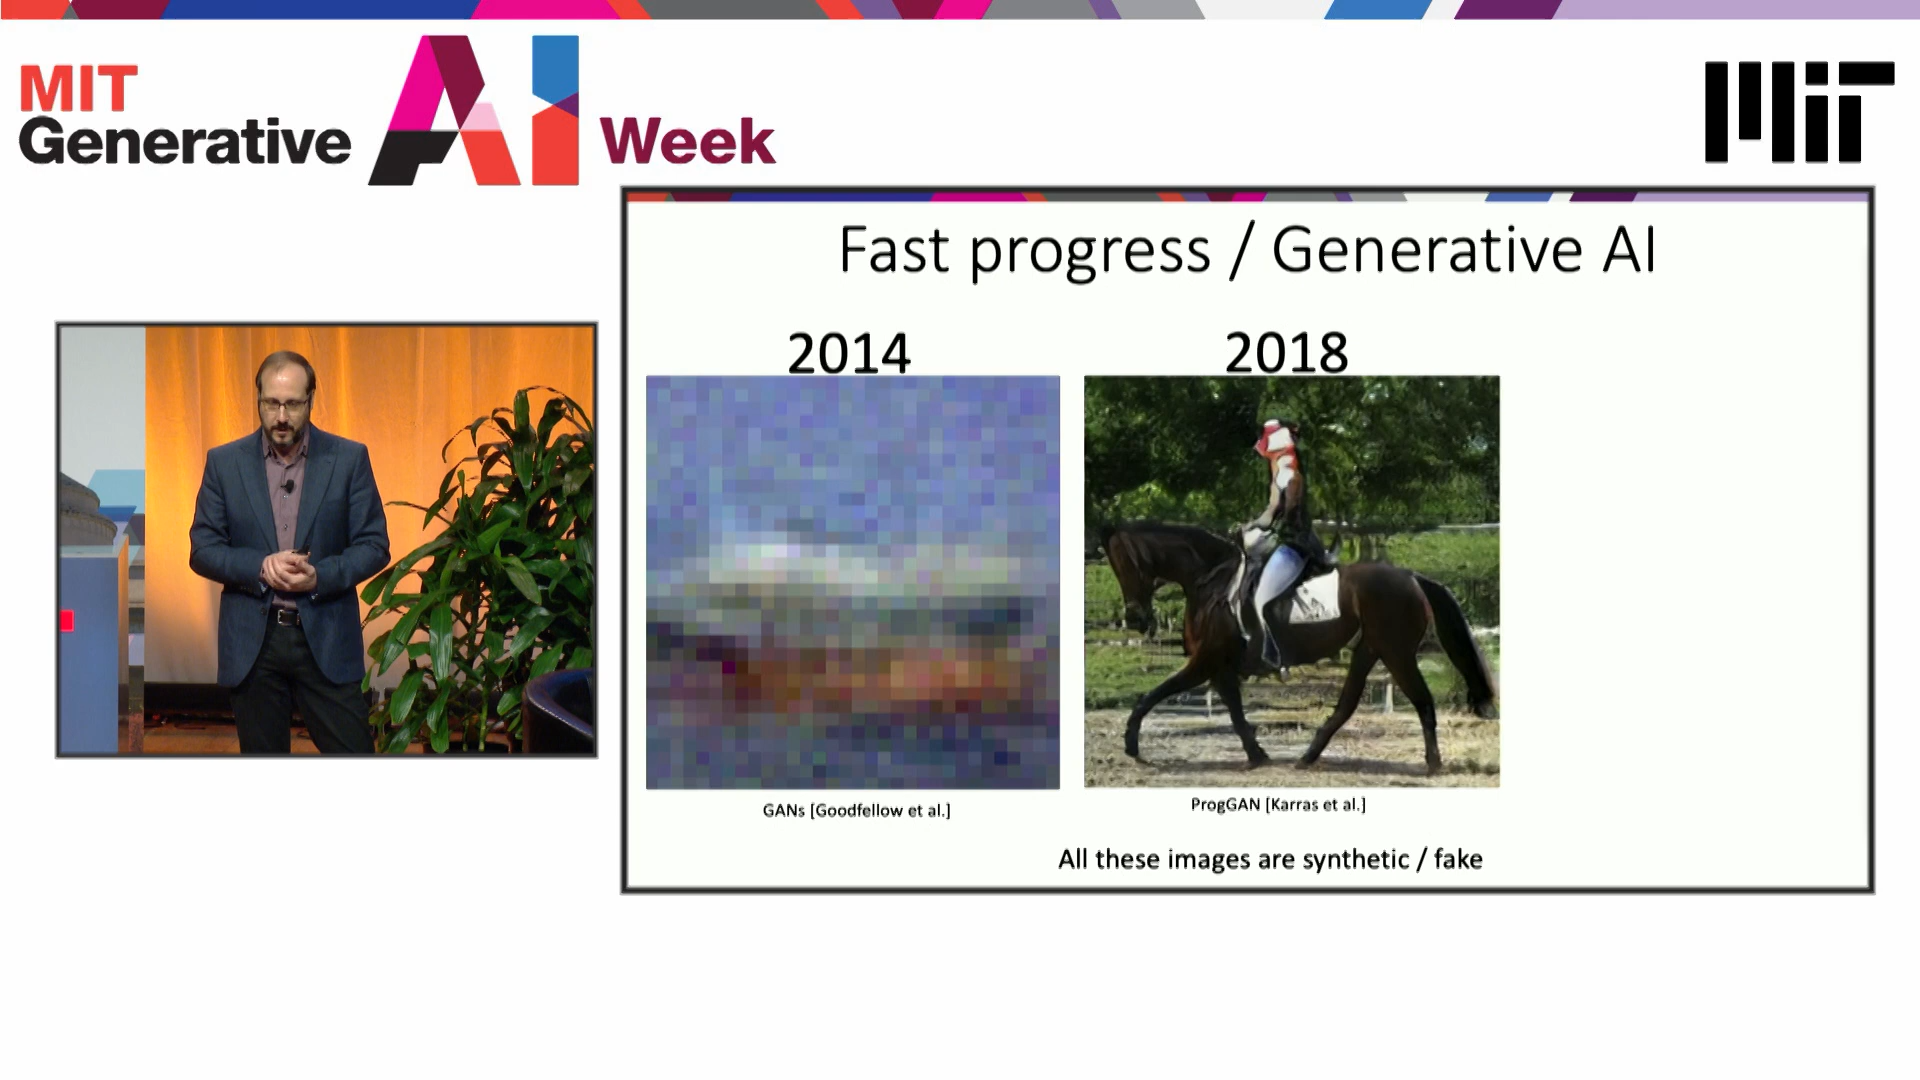 MIT
Generative AI Week
MIT
Fast progress / Generative AI
2014
2018
GANs [Goodfellow et al.]
ProgGAN [Karras et al.]
All these images are synthetic / fake